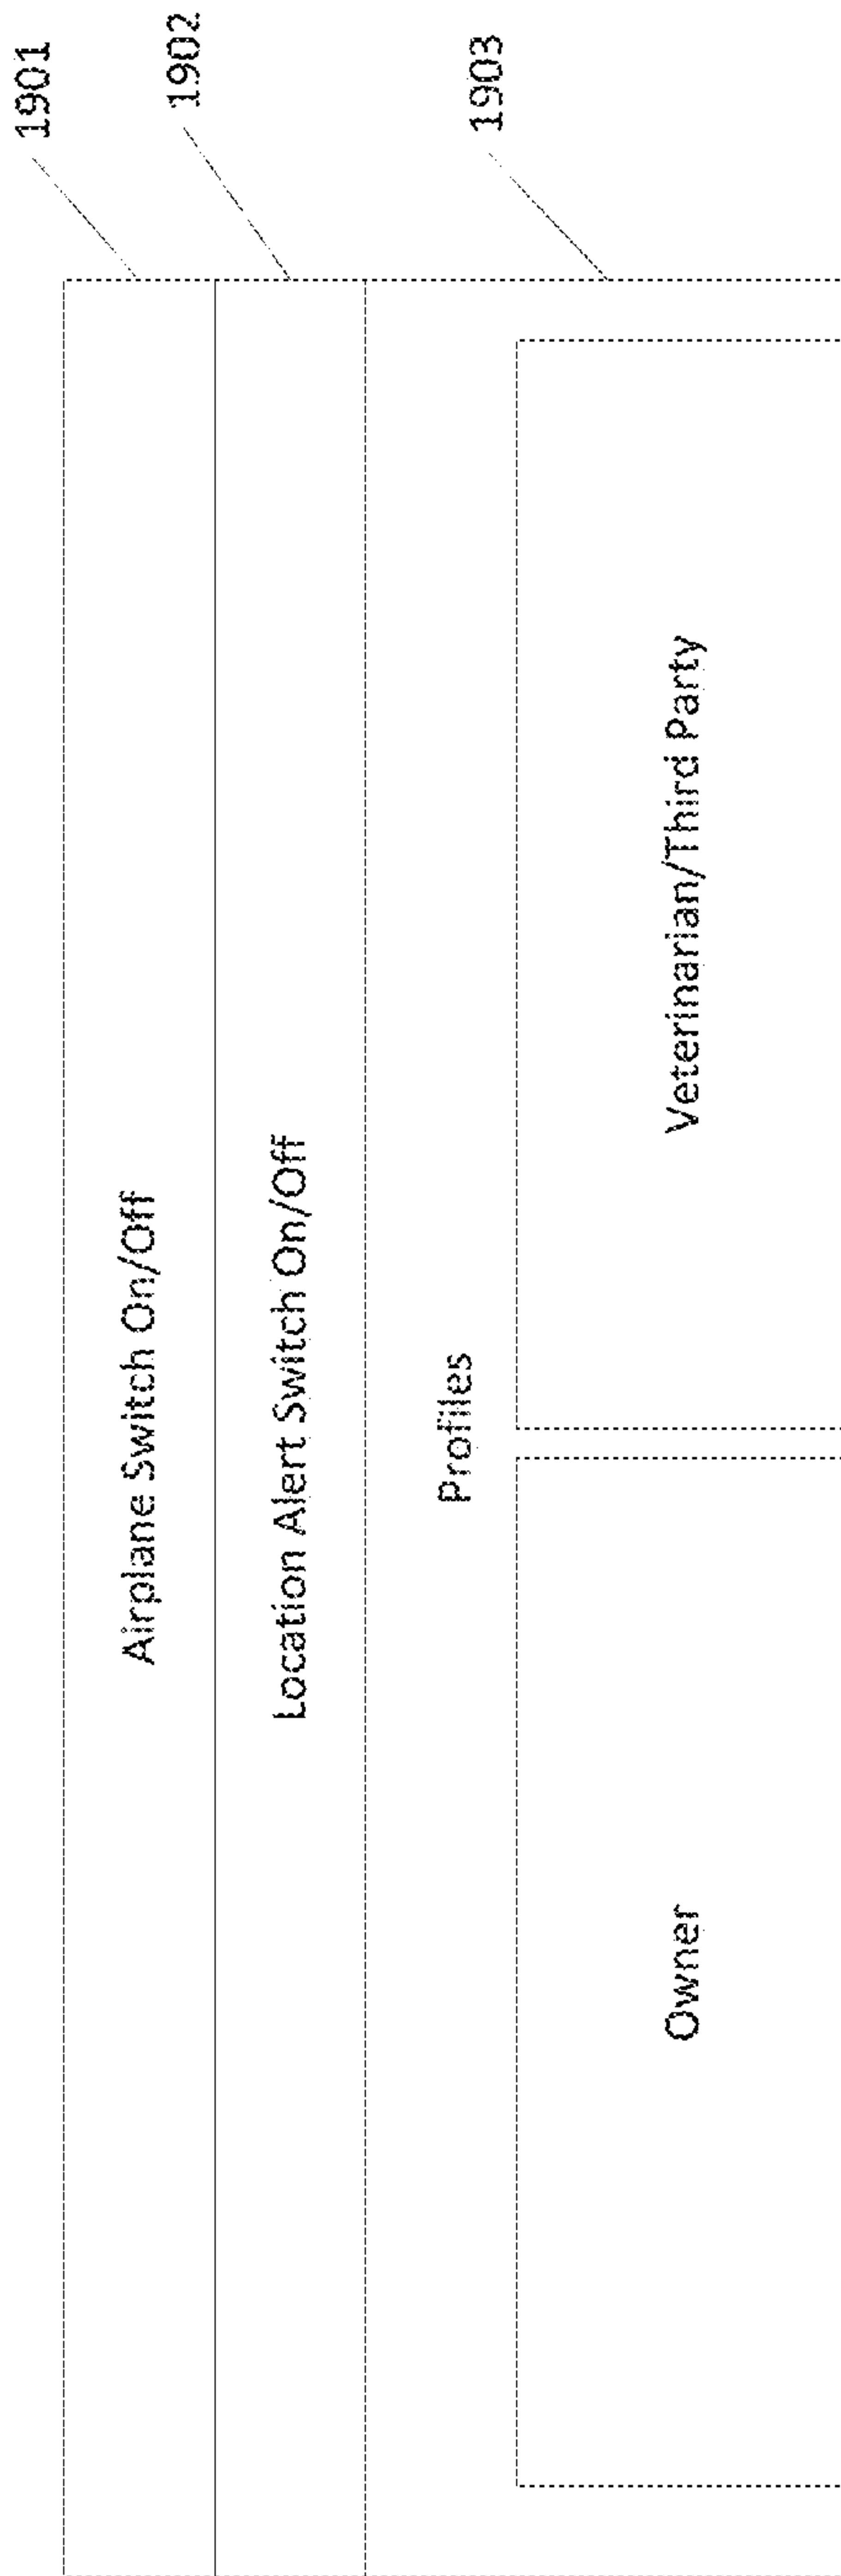 Airplane Switch On/Off
1901
Location Alert Switch On/Off
1902
Profiles
1903
Owner
Veterinarian/Third Party